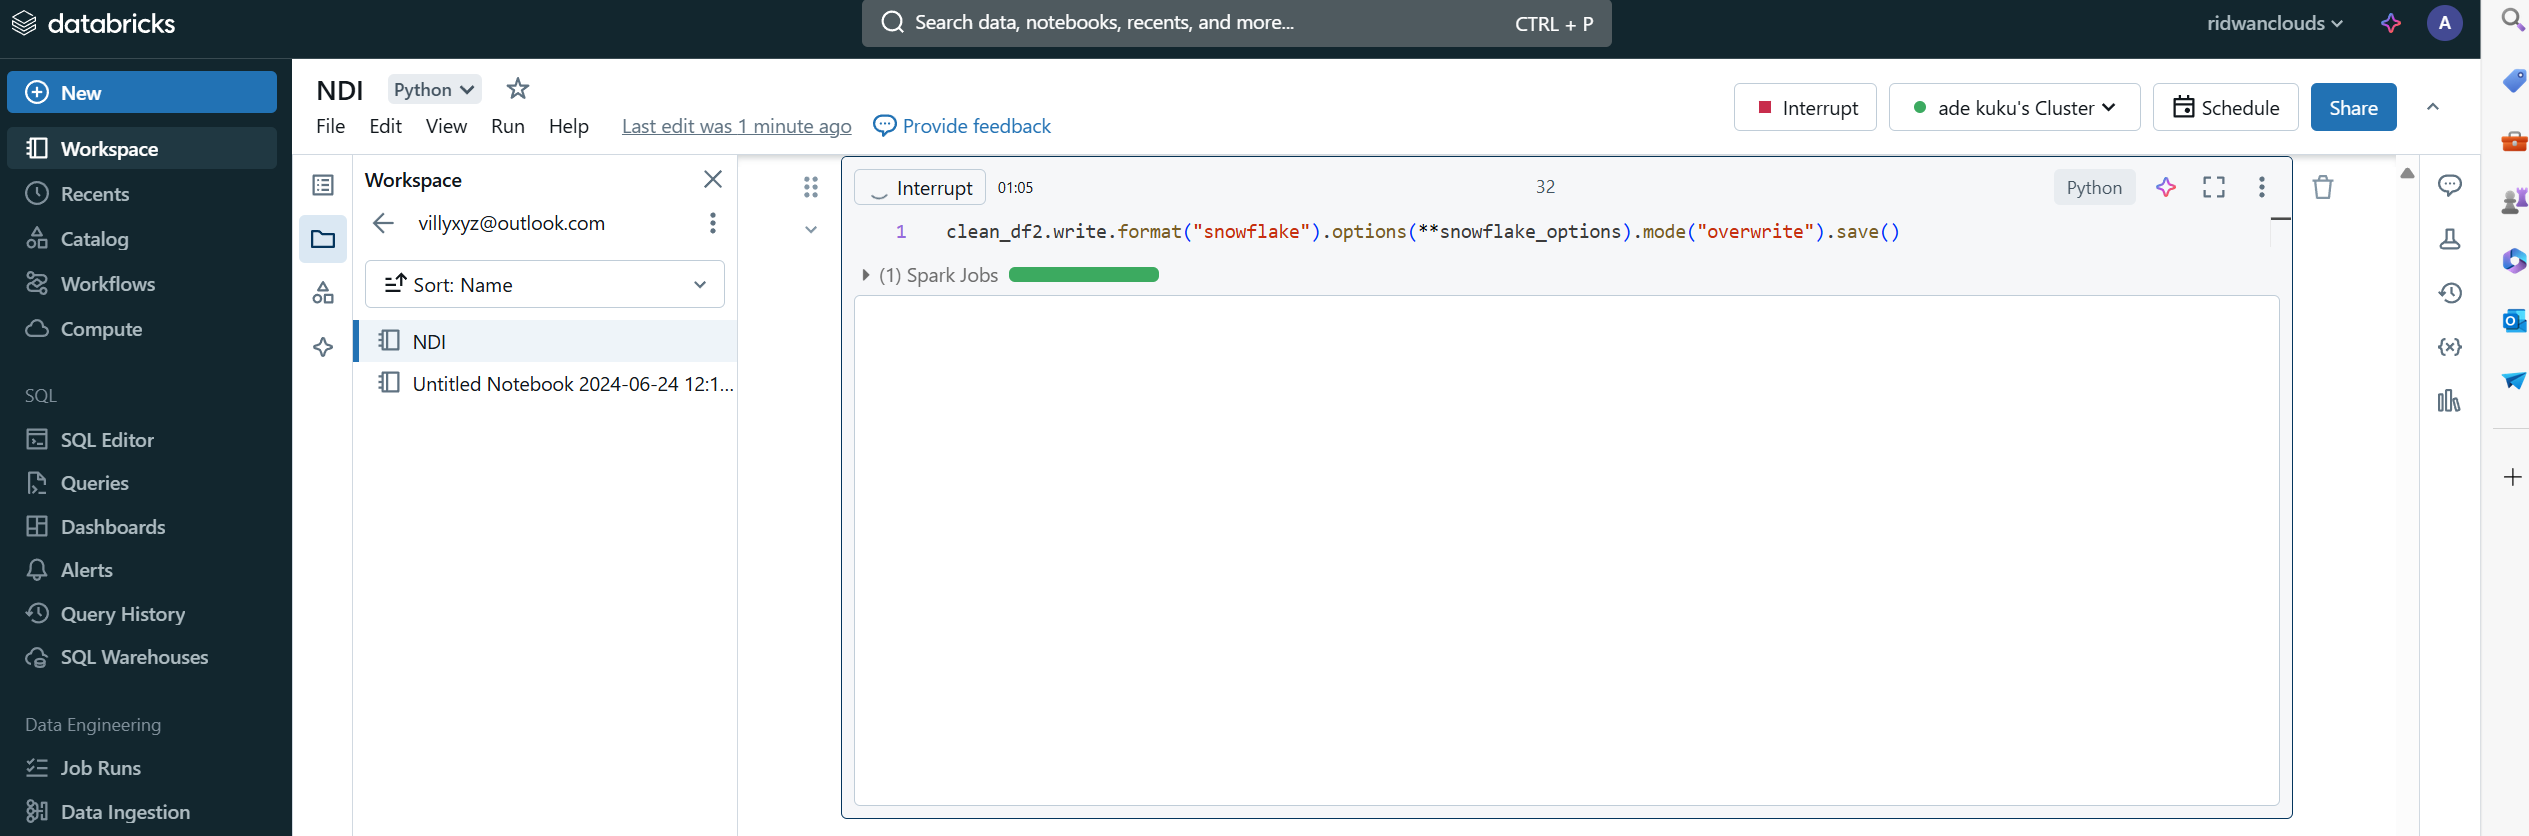 databricks
Search data, notebooks, recents, and more...
CTRL + P
ridwanclouds
A
New
Workspace
Recents
Catalog
Workflows
Compute
SQL
SQL Editor
Queries
Dashboards
Alerts
Query History
SQL Warehouses
Data Engineering
Job Runs
Data Ingestion
NDI
Python
File Edit View Run Help Last edit was 1 minute ago Provide feedback
Interrupt
ade kuku's Cluster
Schedule
Share
Workspace
villyxyz@outlook.com
Sort: Name
NDI
Untitled Notebook 2024-06-24 12:1...
Interrupt 01:05
32
Python
1 clean_df2.write.format("snowflake").options(**snowflake_options).mode("overwrite").save()
(1) Spark Jobs